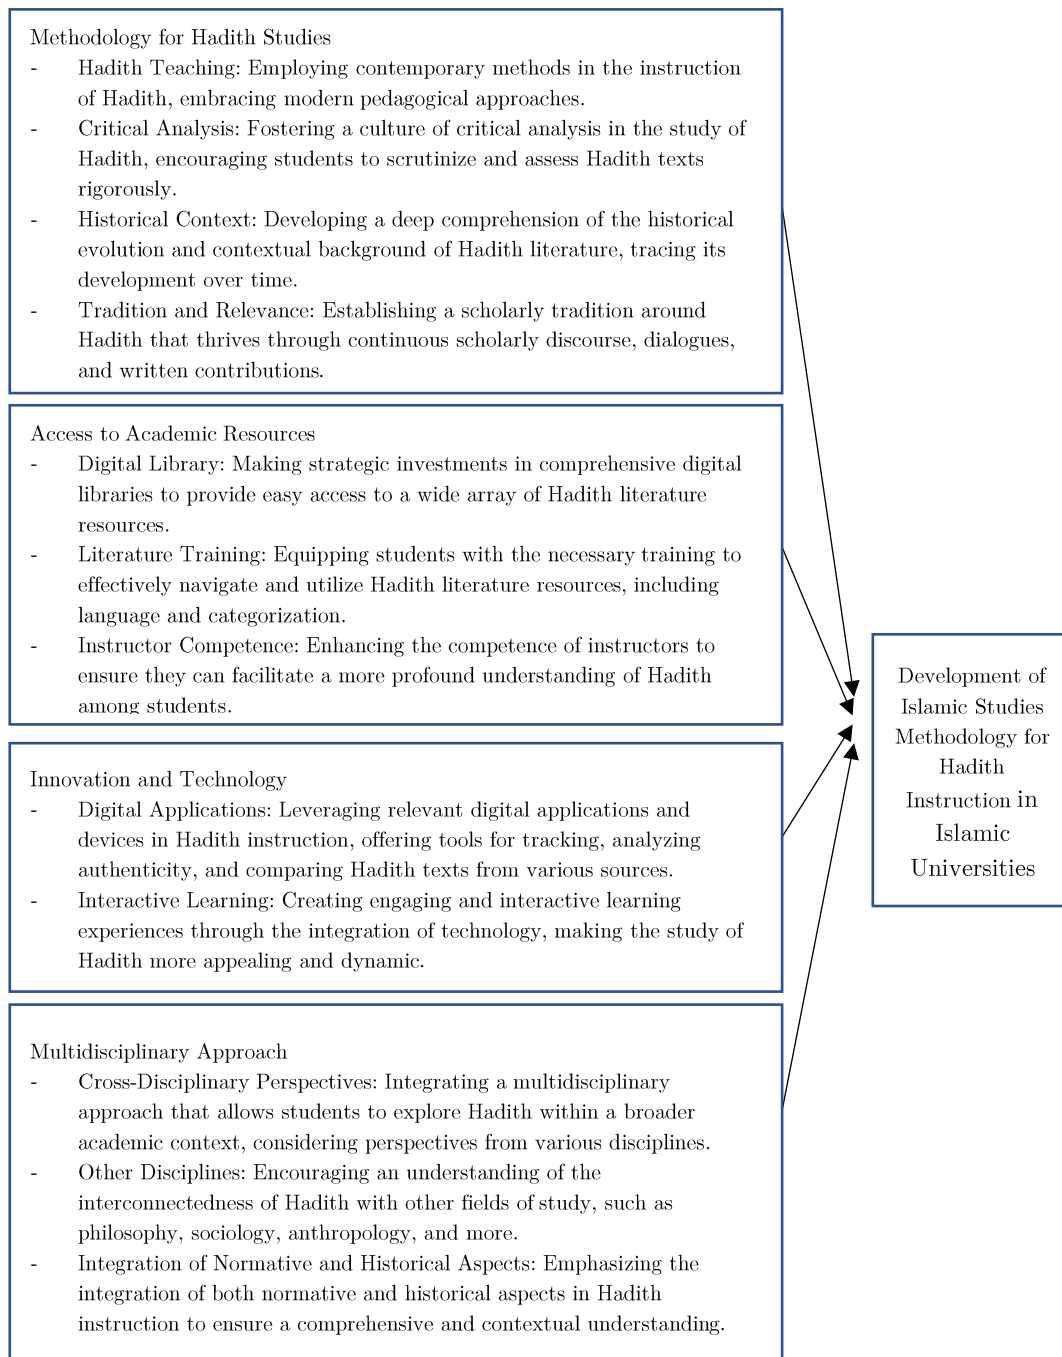 Methodology for Hadith Studies
- Hadith Teaching: Employing contemporary methods in the instruction
of Hadith, embracing modern pedagogical approaches.
- Critical Analysis: Fostering a culture of critical analysis in the study of
Hadith, encouraging students to scrutinize and assess Hadith texts
rigorously.
- Historical Context: Developing a deep comprehension of the historical
evolution and contextual background of Hadith literature, tracing its
development over time.
- Tradition and Relevance: Establishing a scholarly tradition around
Hadith that thrives through continuous scholarly discourse, dialogues,
and written contributions.
Access to Academic Resources
- Digital Library: Making strategic investments in comprehensive digital
libraries to provide easy access to a wide array of Hadith literature
resources.
- Literature Training: Equipping students with the necessary training to
effectively navigate and utilize Hadith literature resources, including
language and categorization.
- Instructor Competence: Enhancing the competence of instructors to
ensure they can facilitate a more profound understanding of Hadith
among students.
Innovation and Technology
- Digital Applications: Leveraging relevant digital applications and
devices in Hadith instruction, offering tools for tracking, analyzing
authenticity, and comparing Hadith texts from various sources.
- Interactive Learning: Creating engaging and interactive learning
experiences through the integration of technology, making the study of
Hadith more appealing and dynamic.
Multidisciplinary Approach
- Cross-Disciplinary Perspectives: Integrating a multidisciplinary
approach that allows students to explore Hadith within a broader
academic context, considering perspectives from various disciplines.
- Other Disciplines: Encouraging an understanding of the
interconnectedness of Hadith with other fields of study, such as
philosophy, sociology, anthropology, and more.
- Integration of Normative and Historical Aspects: Emphasizing the
integration of both normative and historical aspects in Hadith
instruction to ensure a comprehensive and contextual understanding.
Development of
Islamic Studies
Methodology for
Hadith
Instruction in
Islamic
Universities